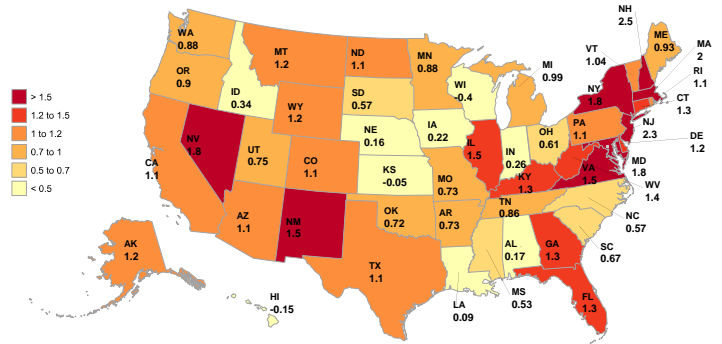 > 1.5
1.2 to 1.5
1 to 1.2
0.7 to 1
0.5 to 0.7
< 0.5
WA
0.88
OR
0.9
CA
1.1
NV
1.8
ID
0.34
MT
1.2
WY
1.2
UT
0.75
CO
1.1
AZ
1.1
NM
1.5
ND
1.1
SD
0.57
NE
0.16
KS
-0.05
OK
0.72
TX
1.1
MN
0.88
IA
0.22
MO
0.73
AR
0.73
LA
0.09
WI
-0.4
IL
1.5
MI
0.99
IN
0.26
OH
0.61
KY
1.3
TN
0.86
MS
0.53
AL
0.17
GA
1.3
FL
1.3
SC
0.67
NC
0.57
VA
1.5
WV
1.4
MD
1.8
DE
1.2
PA
1.1
NJ
2.3
NY
1.8
CT
1.3
RI
1.1
MA
2
VT
1.04
NH
2.5
ME
0.93
AK
1.2
HI
-0.15